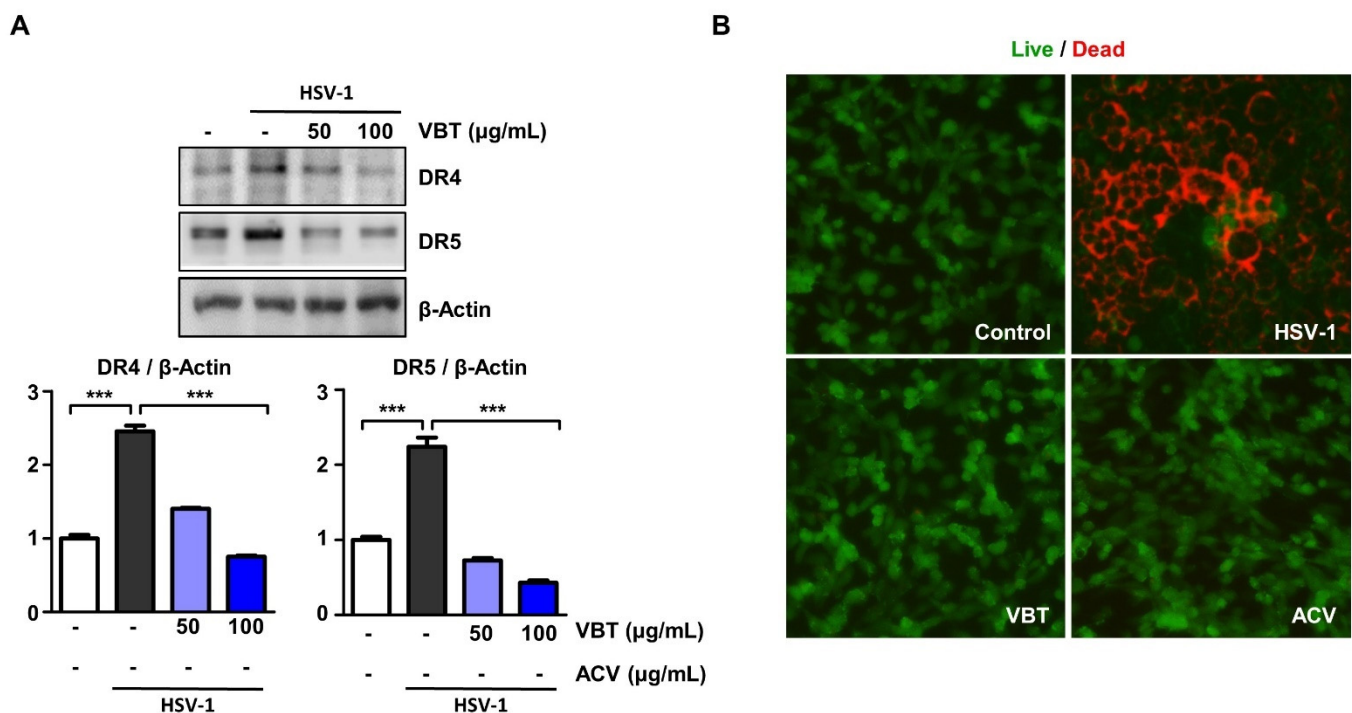 A
HSV-1
- - 50 100 VBT (µg/mL)
DR4
DR5
β-Actin
DR4 / β-Actin
3
2
1
0
*** ***
- - 50 100
- - - -
HSV-1
DR5 / β-Actin
3
2
1
0
*** ***
- - 50 100 VBT (µg/mL)
- - - - ACV (µg/mL)
HSV-1
B
Live / Dead
Control
HSV-1
VBT
ACV